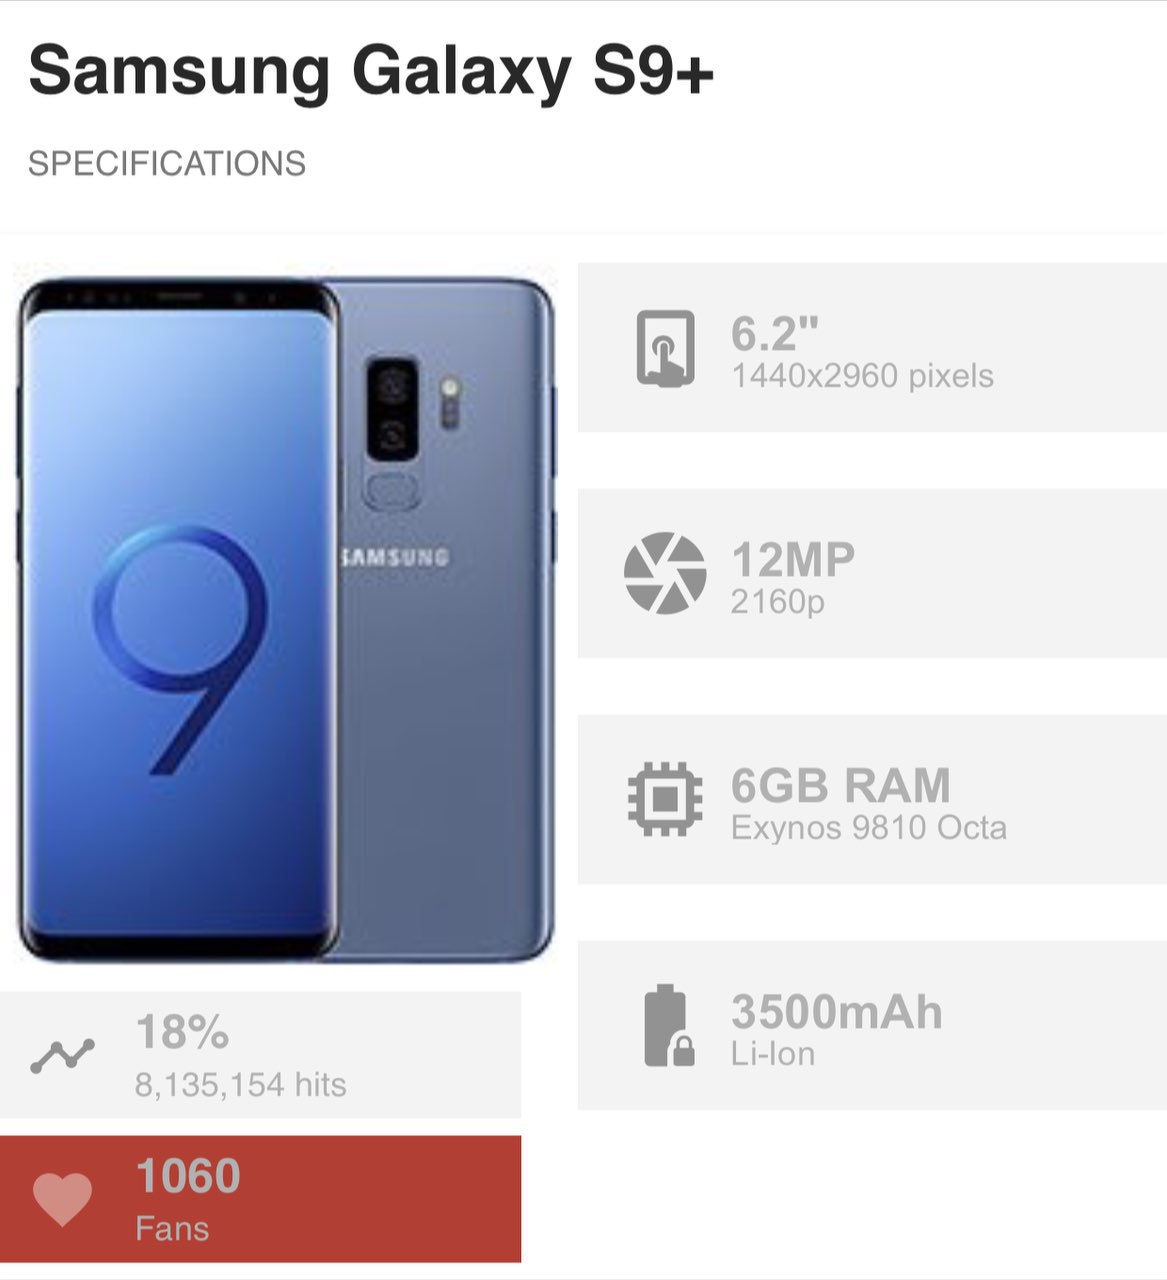 Samsung Galaxy S9+
SPECIFICATIONS
9
SAMSUNG
6.2"
1440x2960 pixels
12MP
2160p
6GB RAM
Exynos 9810 Octa
3500mAh
Li-Ion
18%
8,135,154 hits
1060
Fans